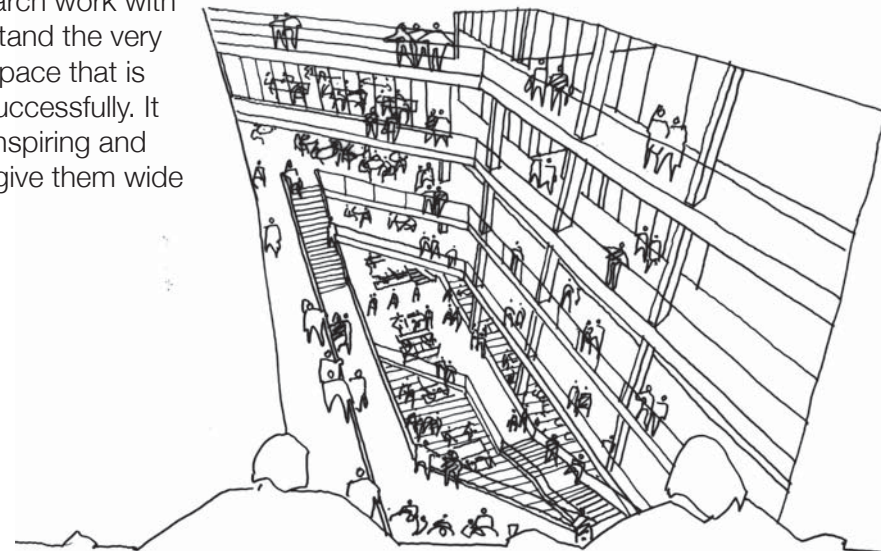 arch work with
tand the very
pace that is
uccessfully. It
nspiring and
give them wide